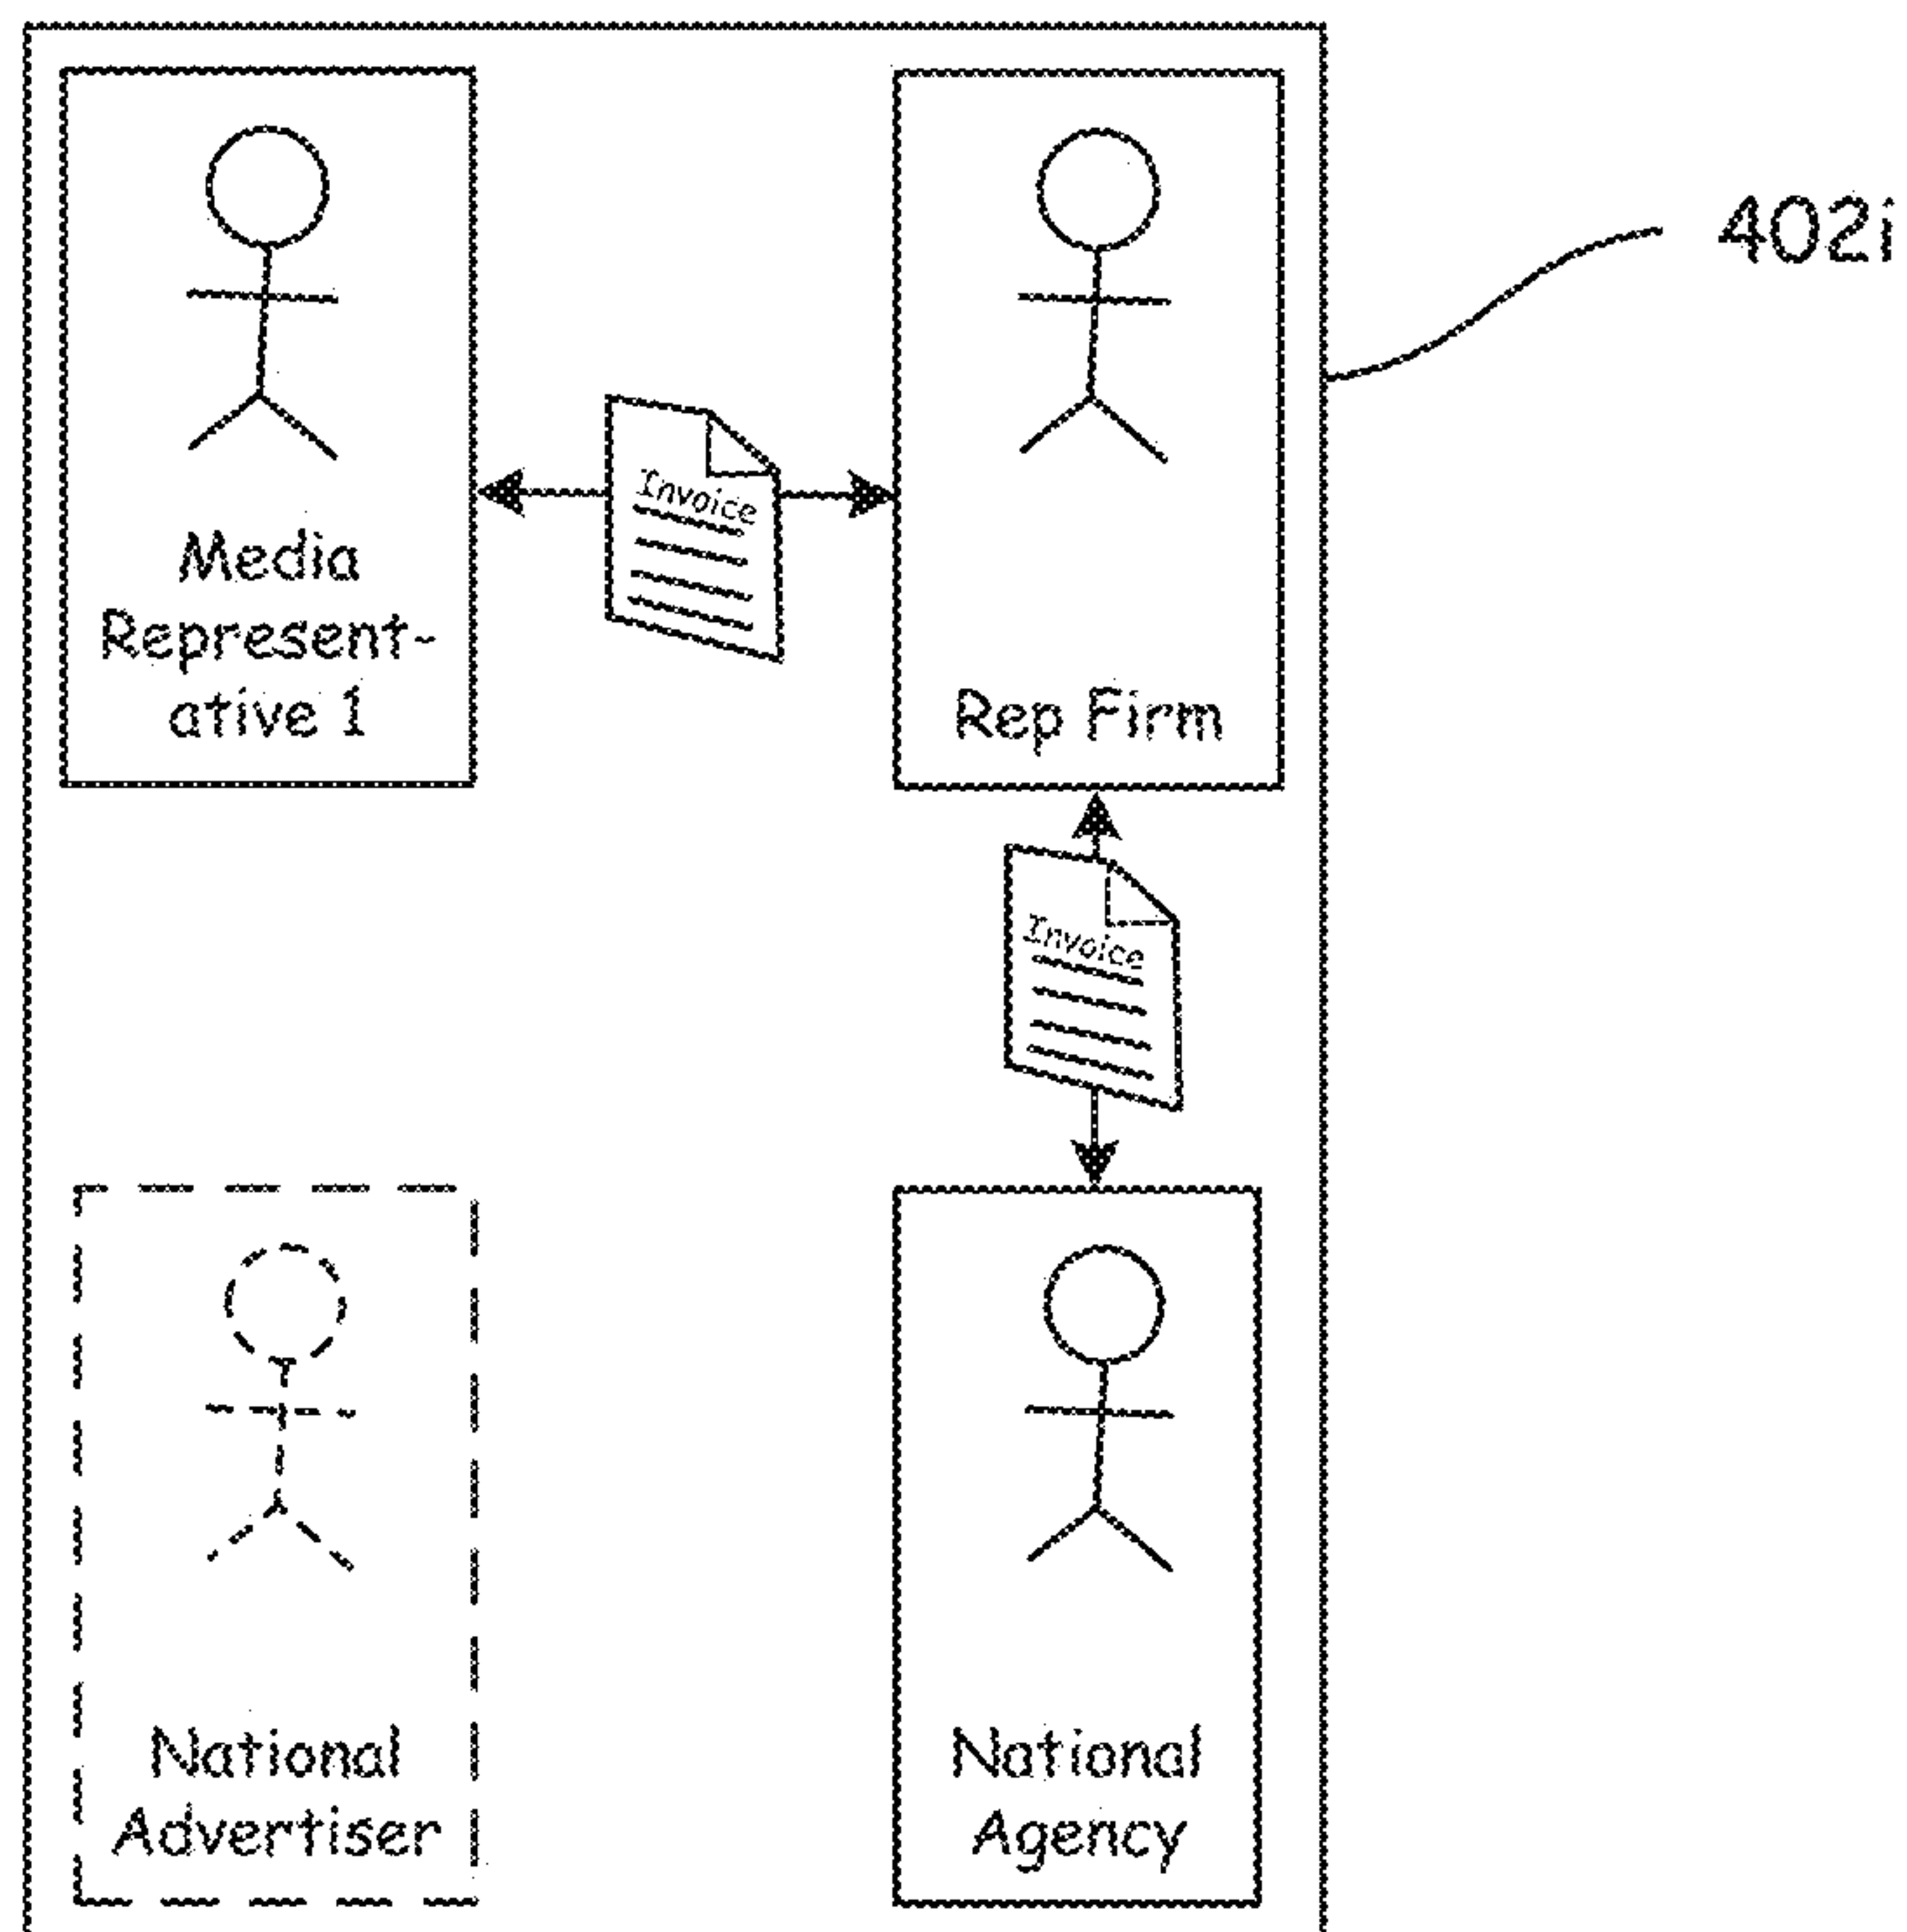 402i
Invoice
Media
Represent-
ative 1
Rep Firm
Invoice
National
Advertiser
National
Agency